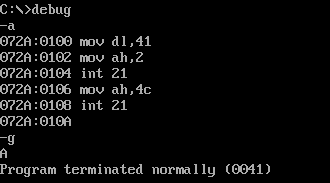 C:\>debug
-a
072A:0100 mov dl,41
072A:0102 mov ah,2
072A:0104 int 21
072A:0106 mov ah,4c
072A:0108 int 21
072A:010A
-g
A
Program terminated normally (0041)